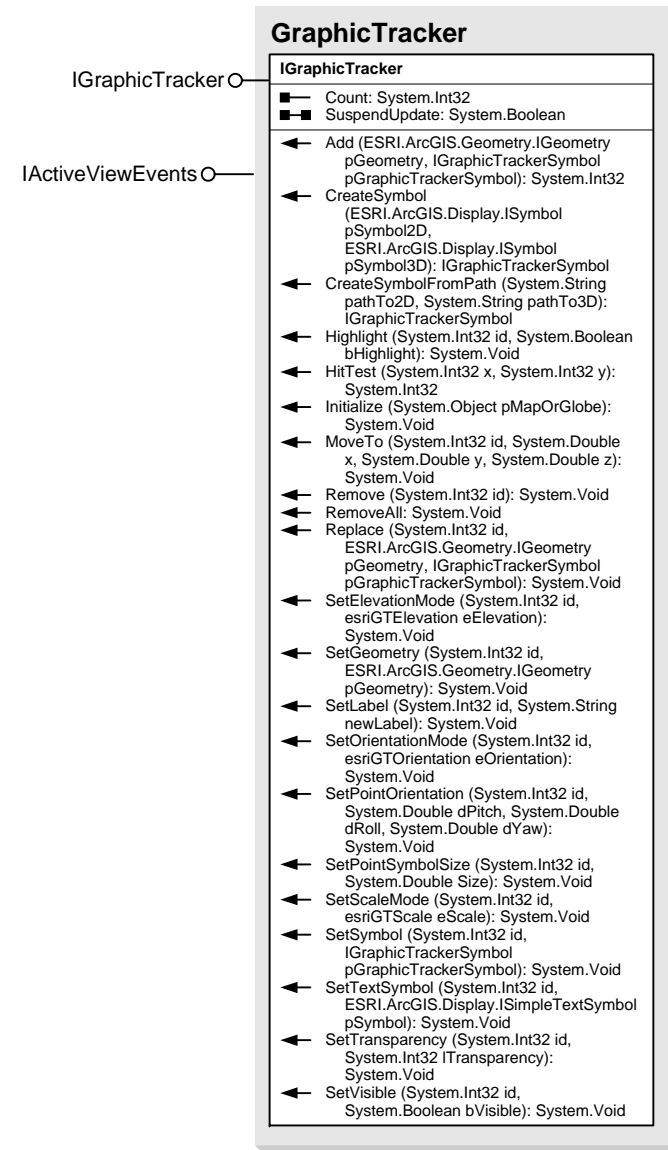 GraphicTracker
IGraphicTracker
IGraphicTracker
Count: System.Int32
SuspendUpdate: System.Boolean
IActiveViewEvents
Add (ESRI.ArcGIS.Geometry.IGeometry
pGeometry, IGraphicTrackerSymbol
pGraphicTrackerSymbol): System.Int32
CreateSymbol
(ESRI.ArcGIS.Display.ISymbol
pSymbol2D,
ESRI.ArcGIS.Display.ISymbol
pSymbol3D): IGraphicTrackerSymbol
CreateSymbolFromPath (System.String
pathTo2D, System.String pathTo3D):
IGraphicTrackerSymbol
Highlight (System.Int32 id, System.Boolean
bHighlight): System.Void
HitTest (System.Int32 x, System.Int32 y):
System.Int32
Initialize (System.Object pMapOrGlobe):
System.Void
MoveTo (System.Int32 id, System.Double
x, System.Double y, System.Double z):
System.Void
Remove (System.Int32 id): System.Void
RemoveAll: System.Void
Replace (System.Int32 id,
ESRI.ArcGIS.Geometry.IGeometry
pGeometry, IGraphicTrackerSymbol
pGraphicTrackerSymbol): System.Void
SetElevationMode (System.Int32 id,
esriGTElevation eElevation):
System.Void
SetGeometry (System.Int32 id,
ESRI.ArcGIS.Geometry.IGeometry
pGeometry): System.Void
SetLabel (System.Int32 id, System.String
newLabel): System.Void
SetOrientationMode (System.Int32 id,
esriGTOrientation eOrientation):
System.Void
SetPointOrientation (System.Int32 id,
System.Double dPitch, System.Double
dRoll, System.Double dYaw):
System.Void
SetPointSymbolSize (System.Int32 id,
System.Double Size): System.Void
SetScaleMode (System.Int32 id,
esriGTScale eScale): System.Void
SetSymbol (System.Int32 id,
IGraphicTrackerSymbol
pGraphicTrackerSymbol): System.Void
SetTextSymbol (System.Int32 id,
ESRI.ArcGIS.Display.ISimpleTextSymbol
pSymbol): System.Void
SetTransparency (System.Int32 id,
System.Int32 lTransparency):
System.Void
SetVisible (System.Int32 id,
System.Boolean bVisible): System.Void